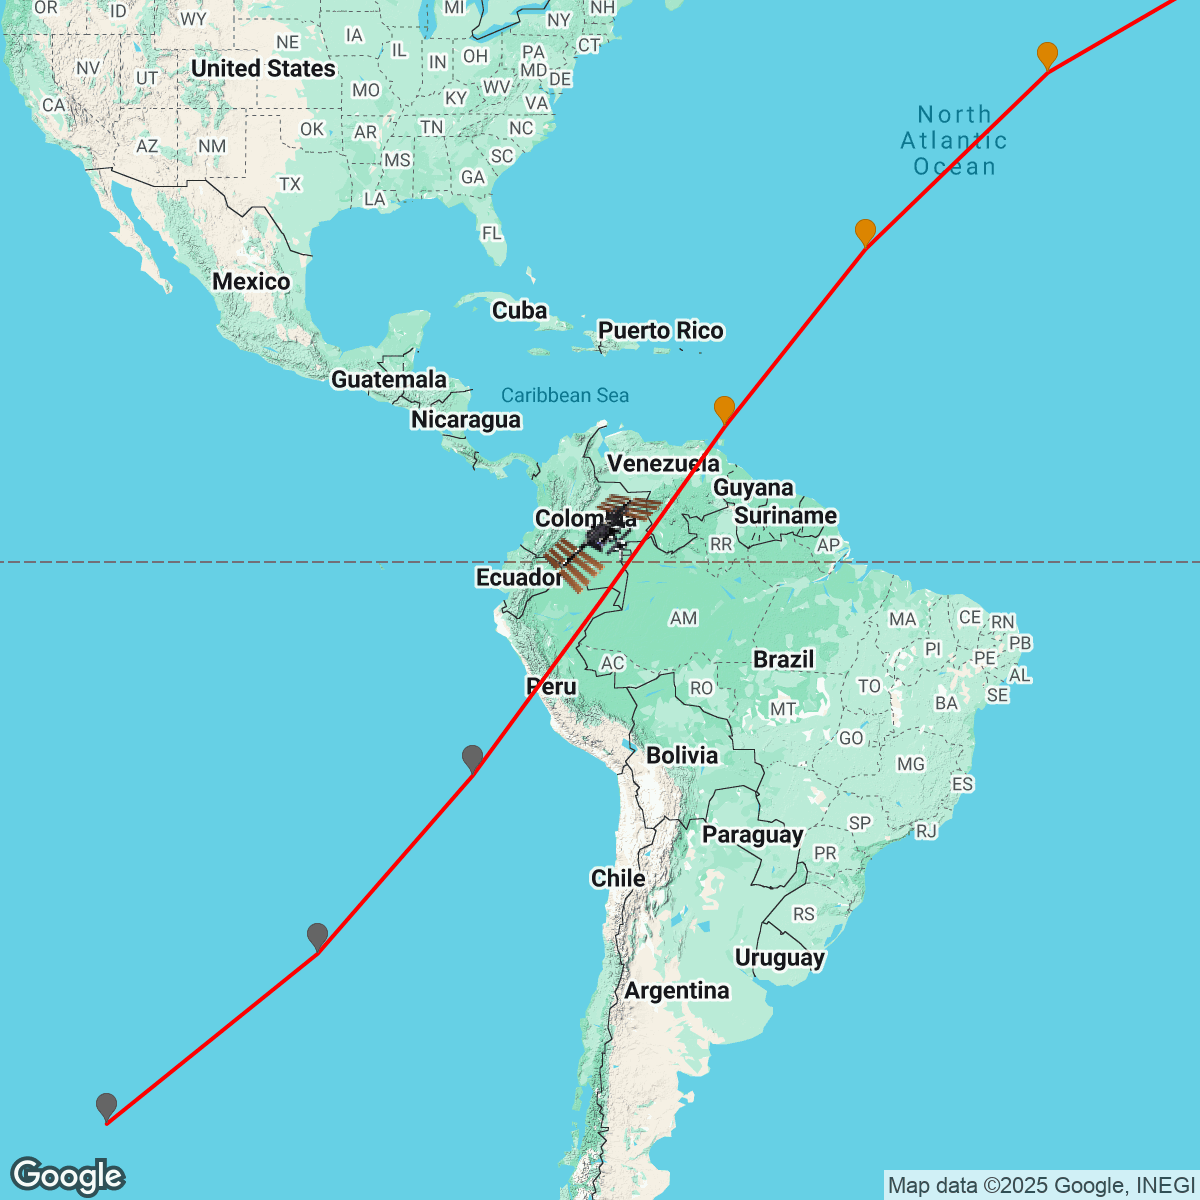 OR
ID
WY
MI
NH
NY
NE
IA
IL
IN
OH
PA
CT
United States
NV
UT
MD
DE
MO
KY
WV
VA
CA
OK
AR
TN
NC
AZ
NM
MS
SC
TX
LA
GA
FL
North
Atlantic
Ocean
Mexico
Cuba
Puerto Rico
Guatemala
Caribbean Sea
Nicaragua
Venezuela
Guyana
Colombia
Suriname
RR
AP
Ecuador
AM
MA
CE
RN
PB
PI
PE
AL
Brazil
AC
Peru
RO
TO
SE
BA
MT
GO
Bolivia
MG
ES
SP
RJ
Paraguay
PR
Chile
RS
Uruguay
Argentina
Google
Map data ©2025 Google, INEGI